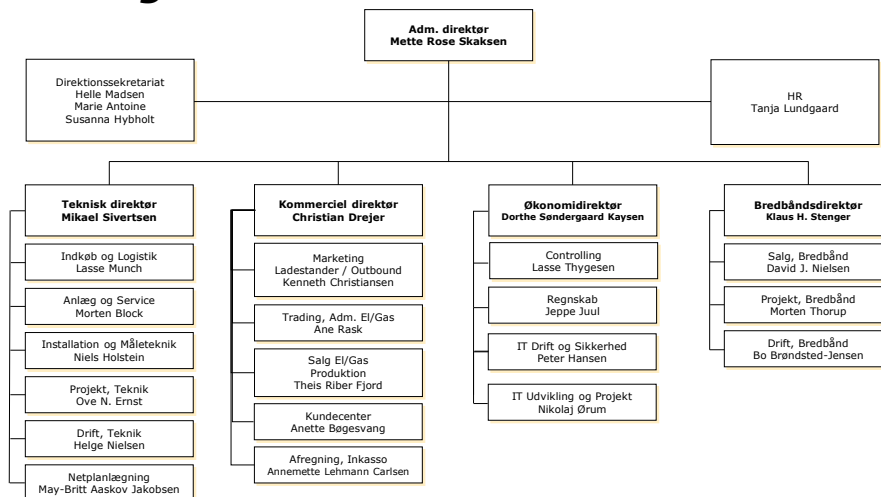 Adm. direktør
Mette Rose Skaksen
Direktionssekretariat
Helle Madsen
Marie Antoine
Susanna Hybholt
HR
Tanja Lundgaard
Teknisk direktør
Mikael Sivertsen
Indkøb og Logistik
Lasse Munch
Anlæg og Service
Morten Block
Installation og Måleteknik
Niels Holstein
Projekt, Teknik
Ove N. Ernst
Drift, Teknik
Helge Nielsen
Netplanlægning
May-Britt Aaskov Jakobsen
Kommerciel direktør
Christian Drejer
Marketing
Ladestander / Outbound
Kenneth Christiansen
Trading, Adm. El/Gas
Ane Rask
Salg El/Gas
Produktion
Theis Riber Fjord
Kundecenter
Anette Bøgesvang
Afregning, Inkasso
Annemette Lehmann Carlsen
Økonomidirektør
Dorthe Søndergaard Kaysen
Controlling
Lasse Thygesen
Regnskab
Jeppe Juul
IT Drift og Sikkerhed
Peter Hansen
IT Udvikling og Projekt
Nikolaj Ørum
Bredbåndsdirektør
Klaus H. Stenger
Salg, Bredbånd
David J. Nielsen
Projekt, Bredbånd
Morten Thorup
Drift, Bredbånd
Bo Brøndsted-Jensen